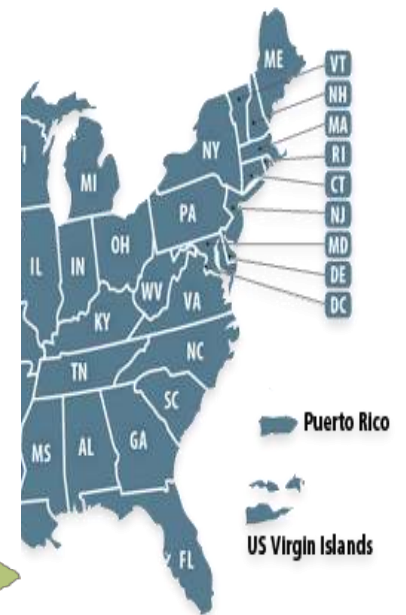 ME
VT
NH
MA
RI
CT
NJ
MD
DE
DC
NY
MI
PA
OH
IL
IN
WV
VA
KY
NC
TN
SC
MS
AL
GA
FL
Puerto Rico
US Virgin Islands